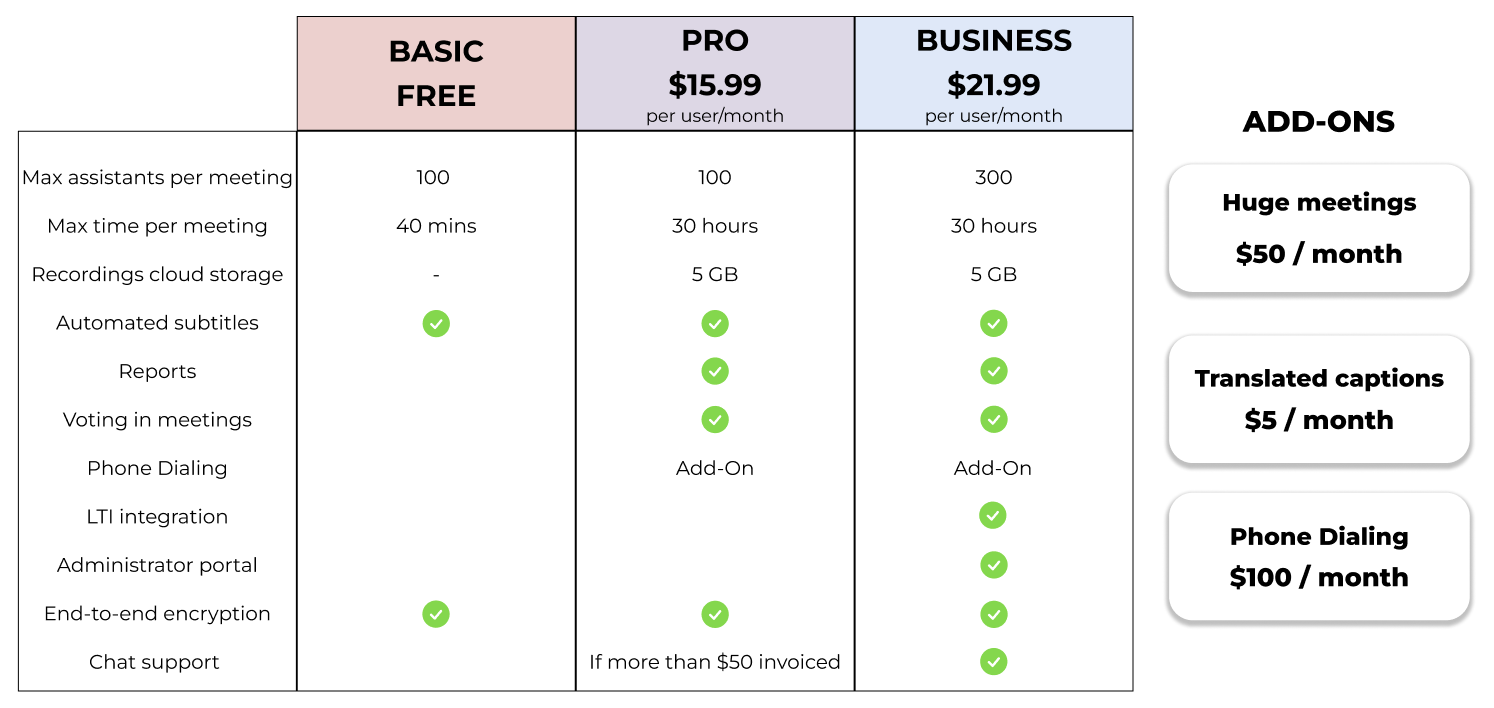 BASIC
FREE
PRO
$15.99
per user/month
BUSINESS
$21.99
per user/month
Max assistants per meeting 100 100 300
Max time per meeting 40 mins 30 hours 30 hours
Recordings cloud storage - 5 GB 5 GB
Automated subtitles
Reports
Voting in meetings
Phone Dialing Add-On Add-On
LTI integration
Administrator portal
End-to-end encryption
Chat support If more than $50 invoiced
ADD-ONS
Huge meetings
$50 / month
Translated captions
$5 / month
Phone Dialing
$100 / month